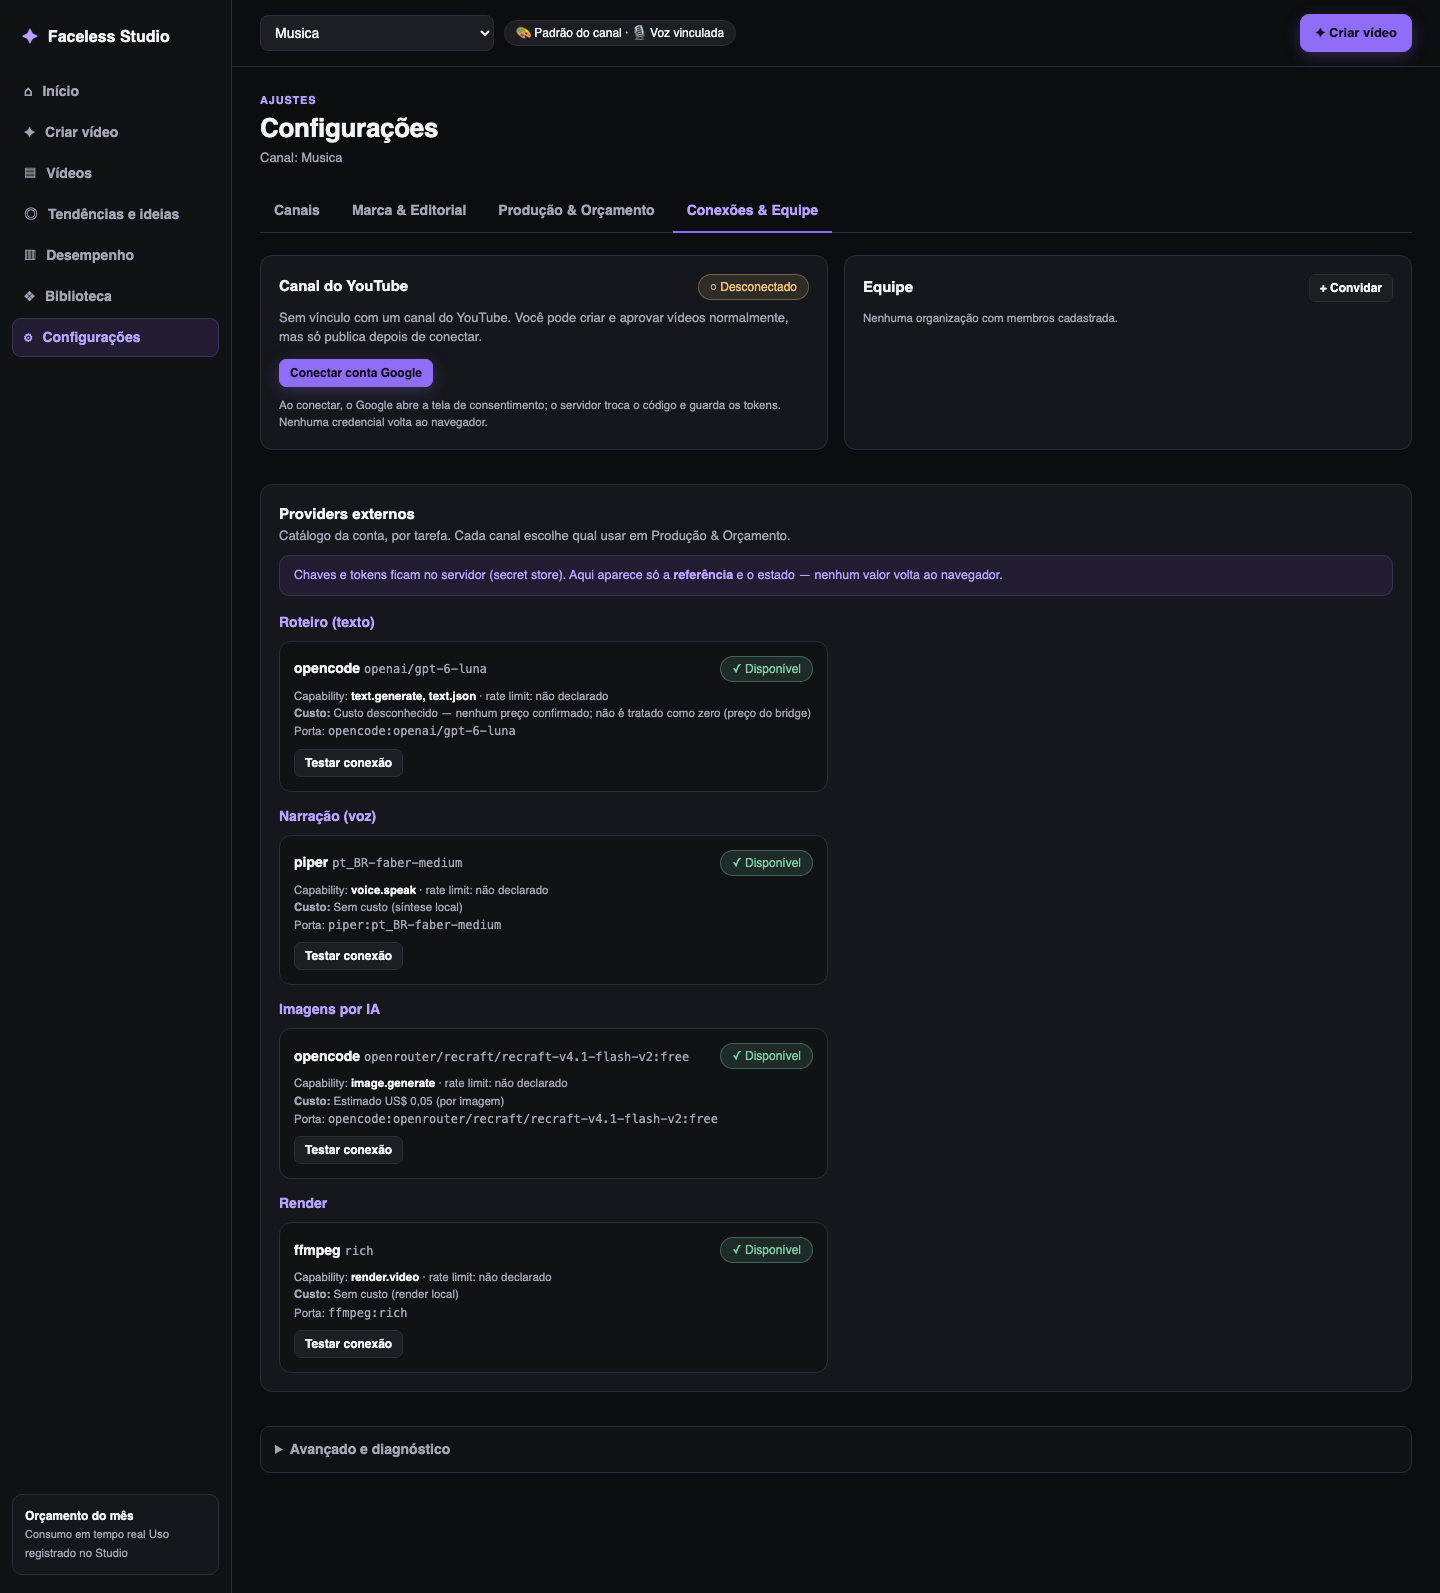 Faceless Studio
Início
Criar vídeo
Vídeos
Tendências e ideias
Desempenho
Biblioteca
Configurações
Orçamento do mês
Consumo em tempo real Uso
registrado no Studio
Musica
Padrão do canal · Voz vinculada
✦ Criar vídeo
AJUSTES
Configurações
Canal: Musica
Canais
Marca & Editorial
Produção & Orçamento
Conexões & Equipe
Canal do YouTube
○ Desconectado
Sem vínculo com um canal do YouTube. Você pode criar e aprovar vídeos normalmente,
mas só publica depois de conectar.
Conectar conta Google
Ao conectar, o Google abre a tela de consentimento; o servidor troca o código e guarda os tokens.
Nenhuma credencial volta ao navegador.
Equipe
+ Convidar
Nenhuma organização com membros cadastrada.
Providers externos
Catálogo da conta, por tarefa. Cada canal escolhe qual usar em Produção & Orçamento.
Chaves e tokens ficam no servidor (secret store). Aqui aparece só a referência e o estado — nenhum valor volta ao navegador.
Roteiro (texto)
opencode openai/gpt-6-luna
✓ Disponível
Capability: text.generate, text.json · rate limit: não declarado
Custo: Custo desconhecido — nenhum preço confirmado; não é tratado como zero (preço do bridge)
Porta: opencode:openai/gpt-6-luna
Testar conexão
Narração (voz)
piper pt_BR-faber-medium
✓ Disponível
Capability: voice.speak · rate limit: não declarado
Custo: Sem custo (síntese local)
Porta: piper:pt_BR-faber-medium
Testar conexão
Imagens por IA
opencode openrouter/recraft/recraft-v4.1-flash-v2:free
✓ Disponível
Capability: image.generate · rate limit: não declarado
Custo: Estimado US$ 0,05 (por imagem)
Porta: opencode:openrouter/recraft/recraft-v4.1-flash-v2:free
Testar conexão
Render
ffmpeg rich
✓ Disponível
Capability: render.video · rate limit: não declarado
Custo: Sem custo (render local)
Porta: ffmpeg:rich
Testar conexão
Avançado e diagnóstico